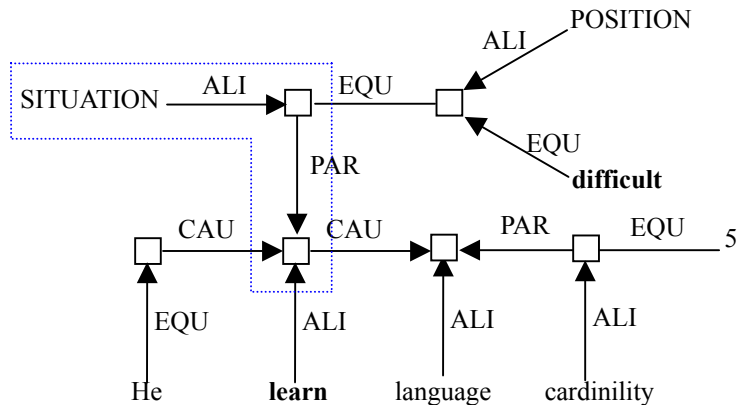 POSITION
ALI
SITUATION ALI EQU
EQU
difficult
PAR
CAU CAU PAR EQU 5
EQU ALI ALI ALI
He learn language cardinility